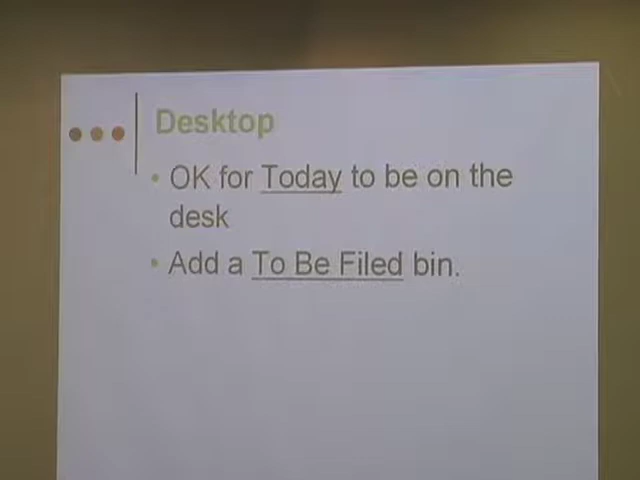 Desktop
• OK for Today to be on the
desk
• Add a To Be Filed bin.